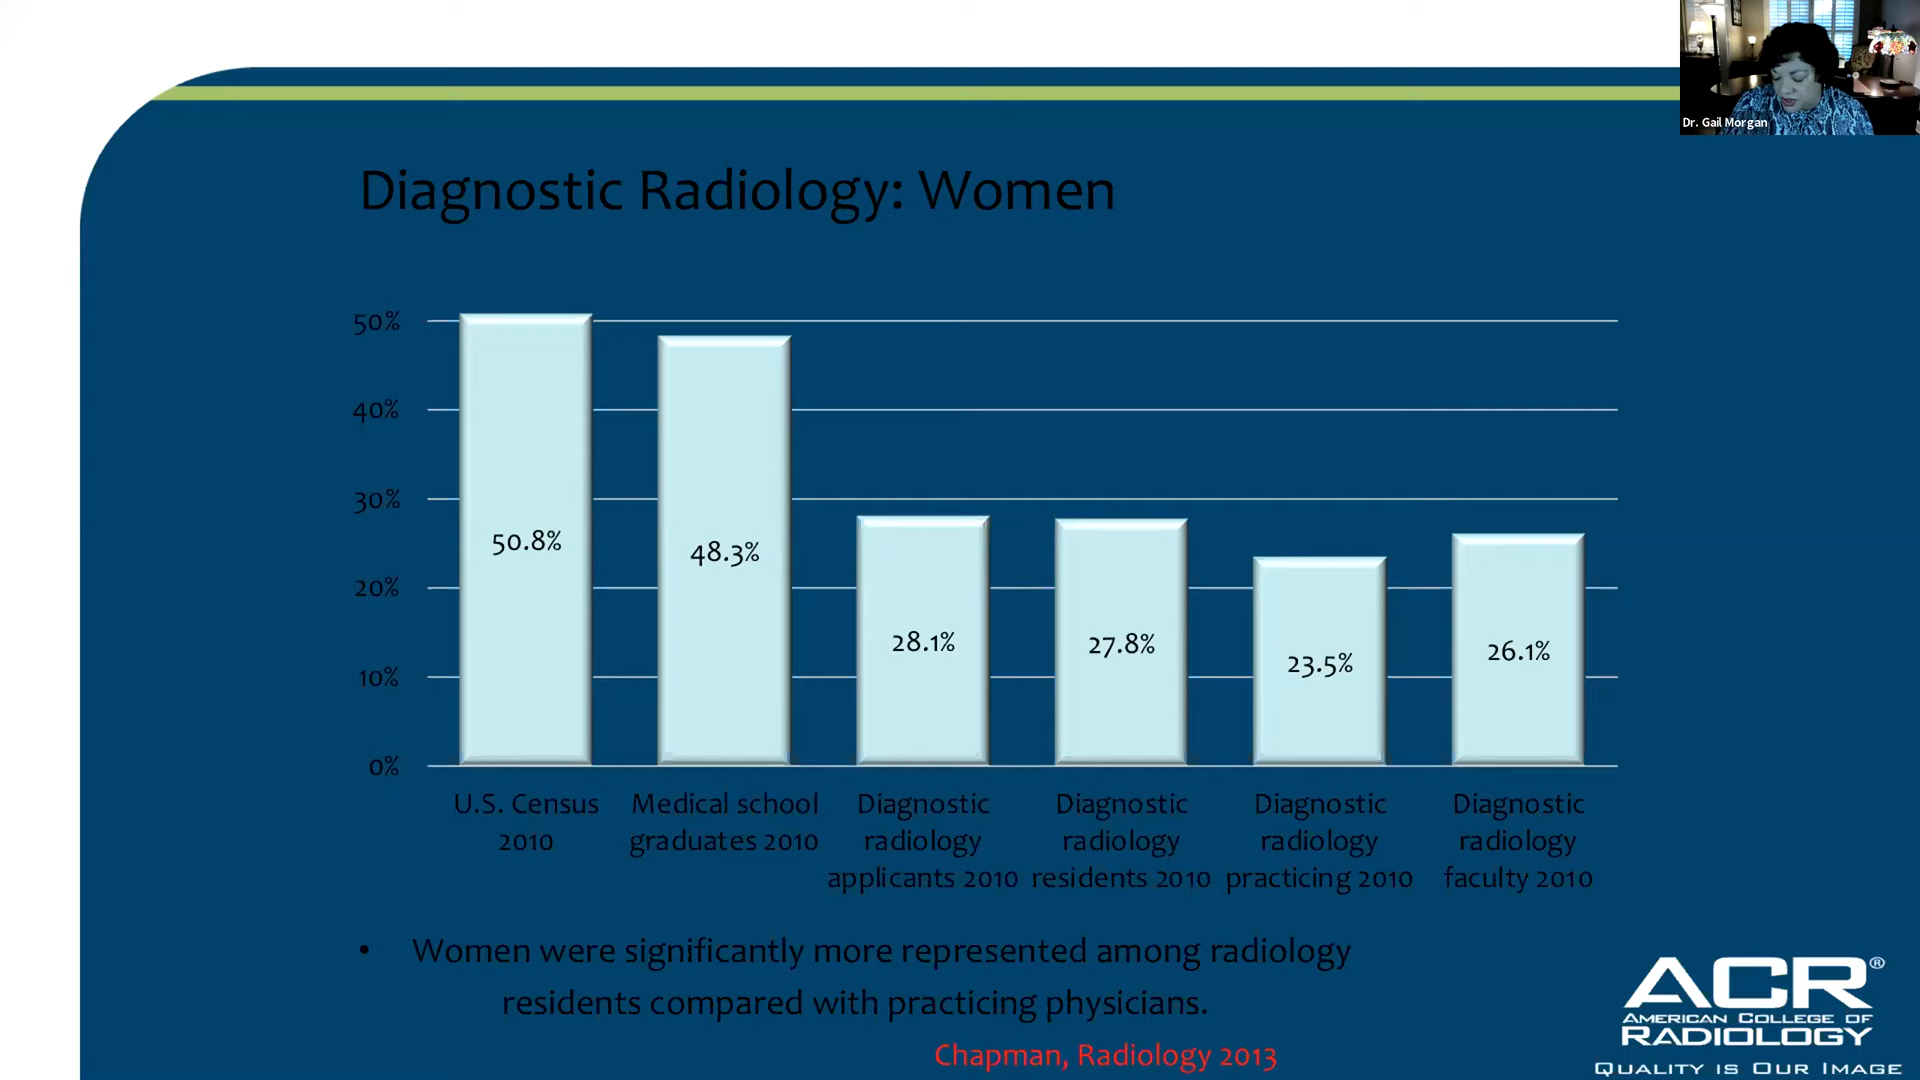 Dr. Gail Morgan
Diagnostic Radiology: Women
50%
40%
30%
20%
10%
0%
50.8%
48.3%
28.1%
27.8%
23.5%
26.1%
U.S. Census
2010
Medical school
graduates 2010
Diagnostic
radiology
applicants 2010
Diagnostic
radiology
residents 2010
Diagnostic
radiology
practicing 2010
Diagnostic
radiology
faculty 2010
• Women were significantly more represented among radiology
residents compared with practicing physicians.
Chapman, Radiology 2013
ACR®
AMERICAN COLLEGE OF
RADIOLOGY
QUALITY IS OUR IMAGE